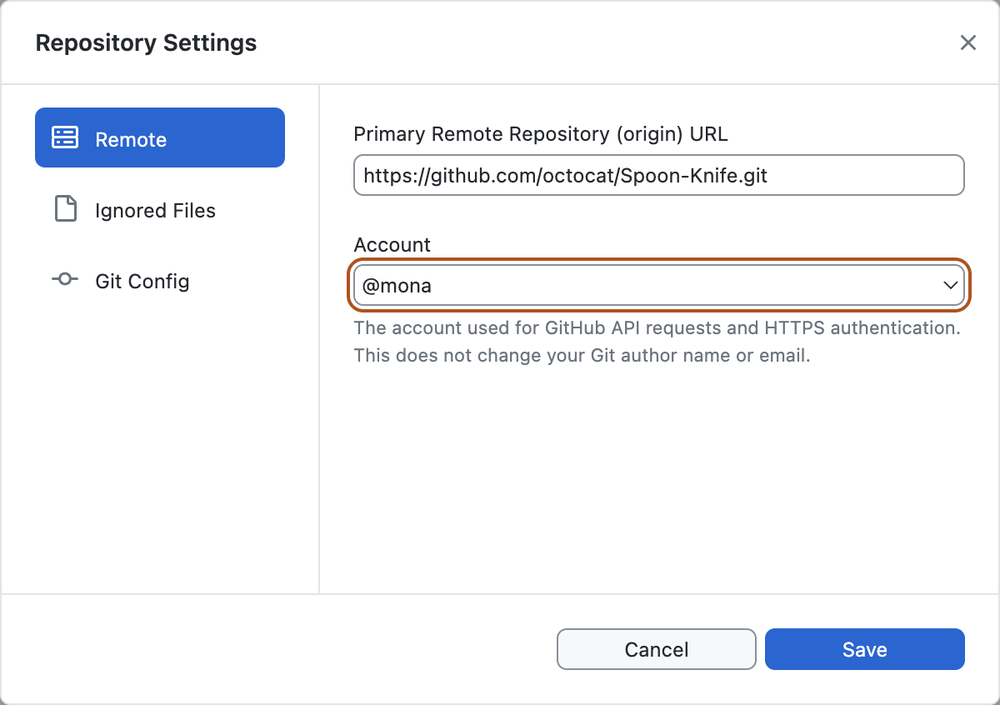 Repository Settings
Remote
Ignored Files
Git Config
Primary Remote Repository (origin) URL
https://github.com/octocat/Spoon-Knife.git
Account
@mona
The account used for GitHub API requests and HTTPS authentication.
This does not change your Git author name or email.
Cancel
Save